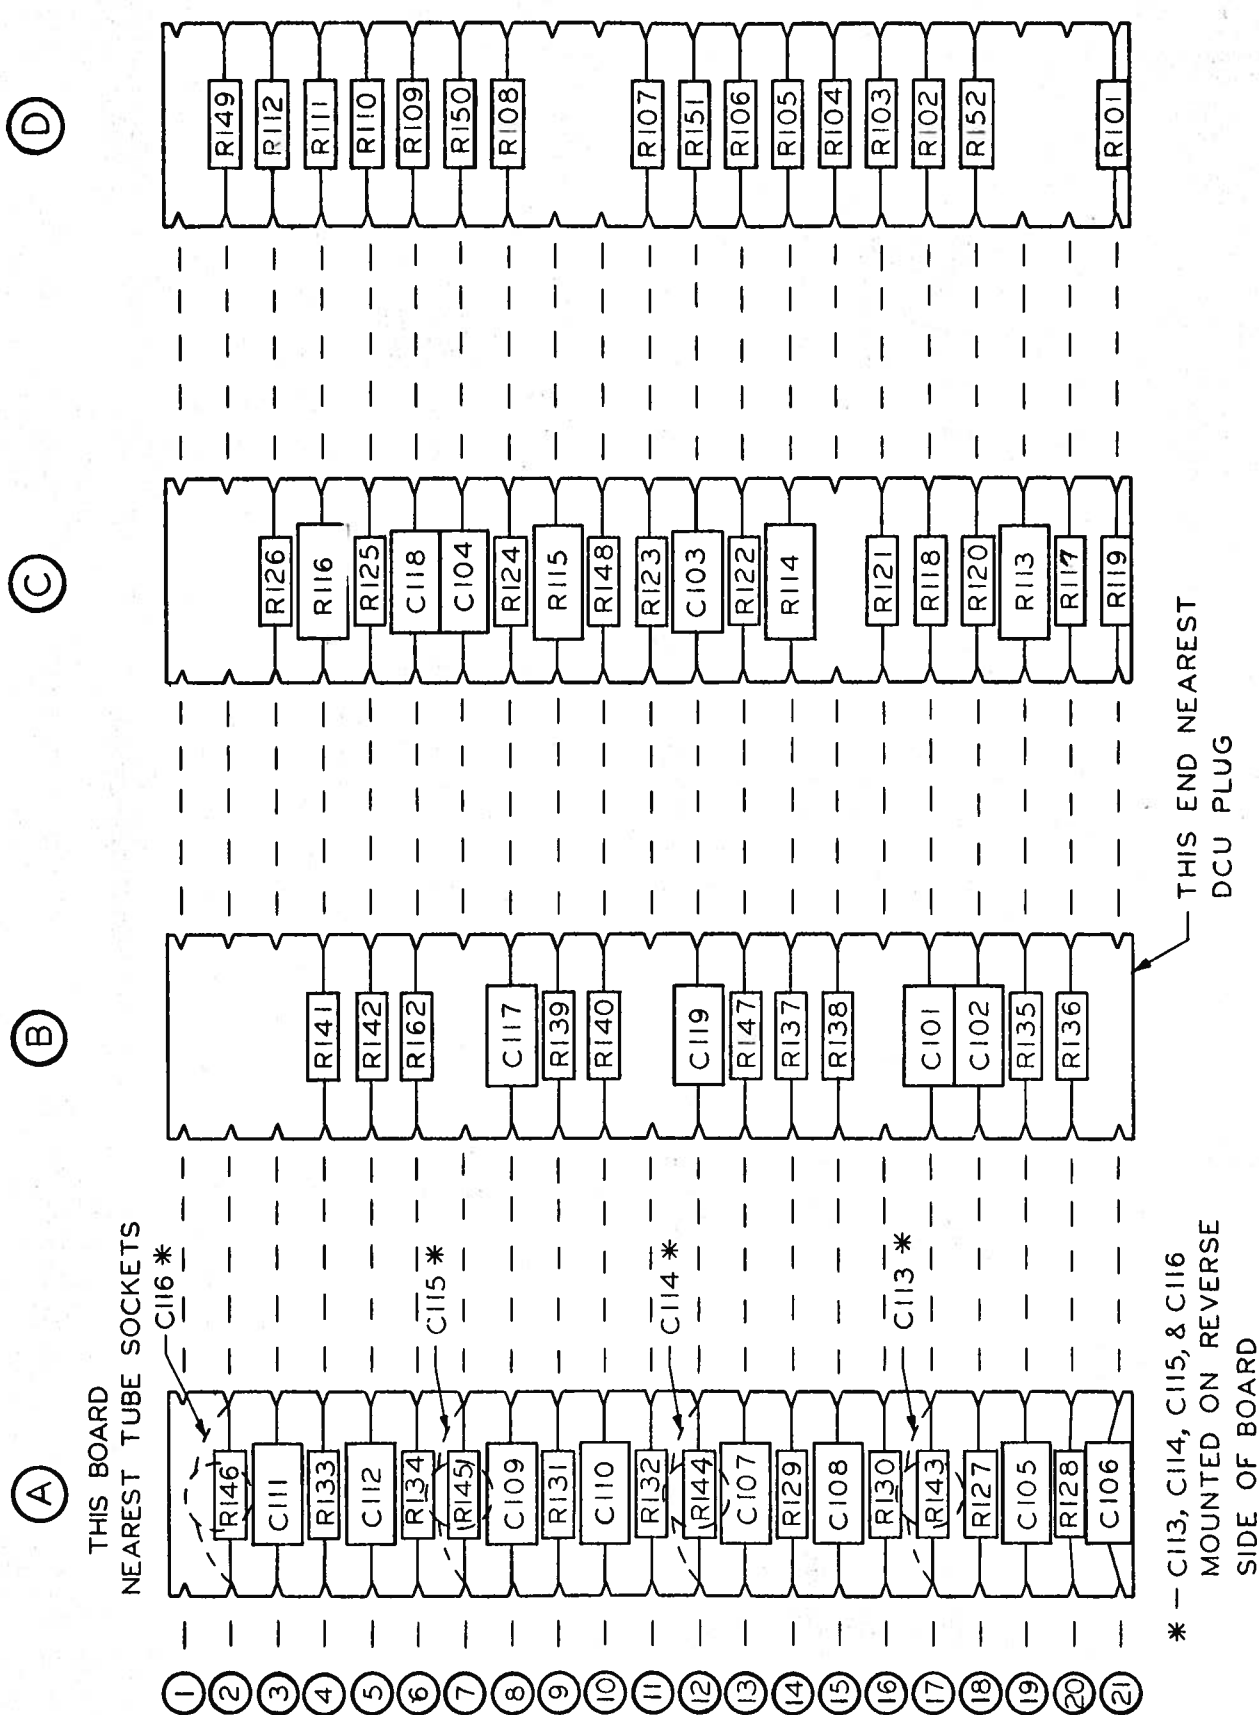 A
B
C
D
THIS BOARD
NEAREST TUBE SOCKETS
C116 *
C115 *
C114 *
C113 *
1
2
3
4
5
6
7
8
9
10
11
12
13
14
15
16
17
18
19
20
21
R146
C111
R133
C112
R134
R145
C109
R131
C110
R132
R144
C107
R129
C108
R130
R143
R127
C105
R128
C106
R141
R142
R162
C117
R139
R140
C119
R147
R137
R138
C101
C102
R135
R136
R126
R116
R125
C118
C104
R124
R115
R148
R123
C103
R122
R114
R121
R118
R120
R113
R117
R119
R149
R112
R111
R110
R109
R150
R108
R107
R151
R106
R105
R104
R103
R102
R152
R101
* — C113, C114, C115, & C116
MOUNTED ON REVERSE
SIDE OF BOARD
THIS END NEAREST
DCU PLUG